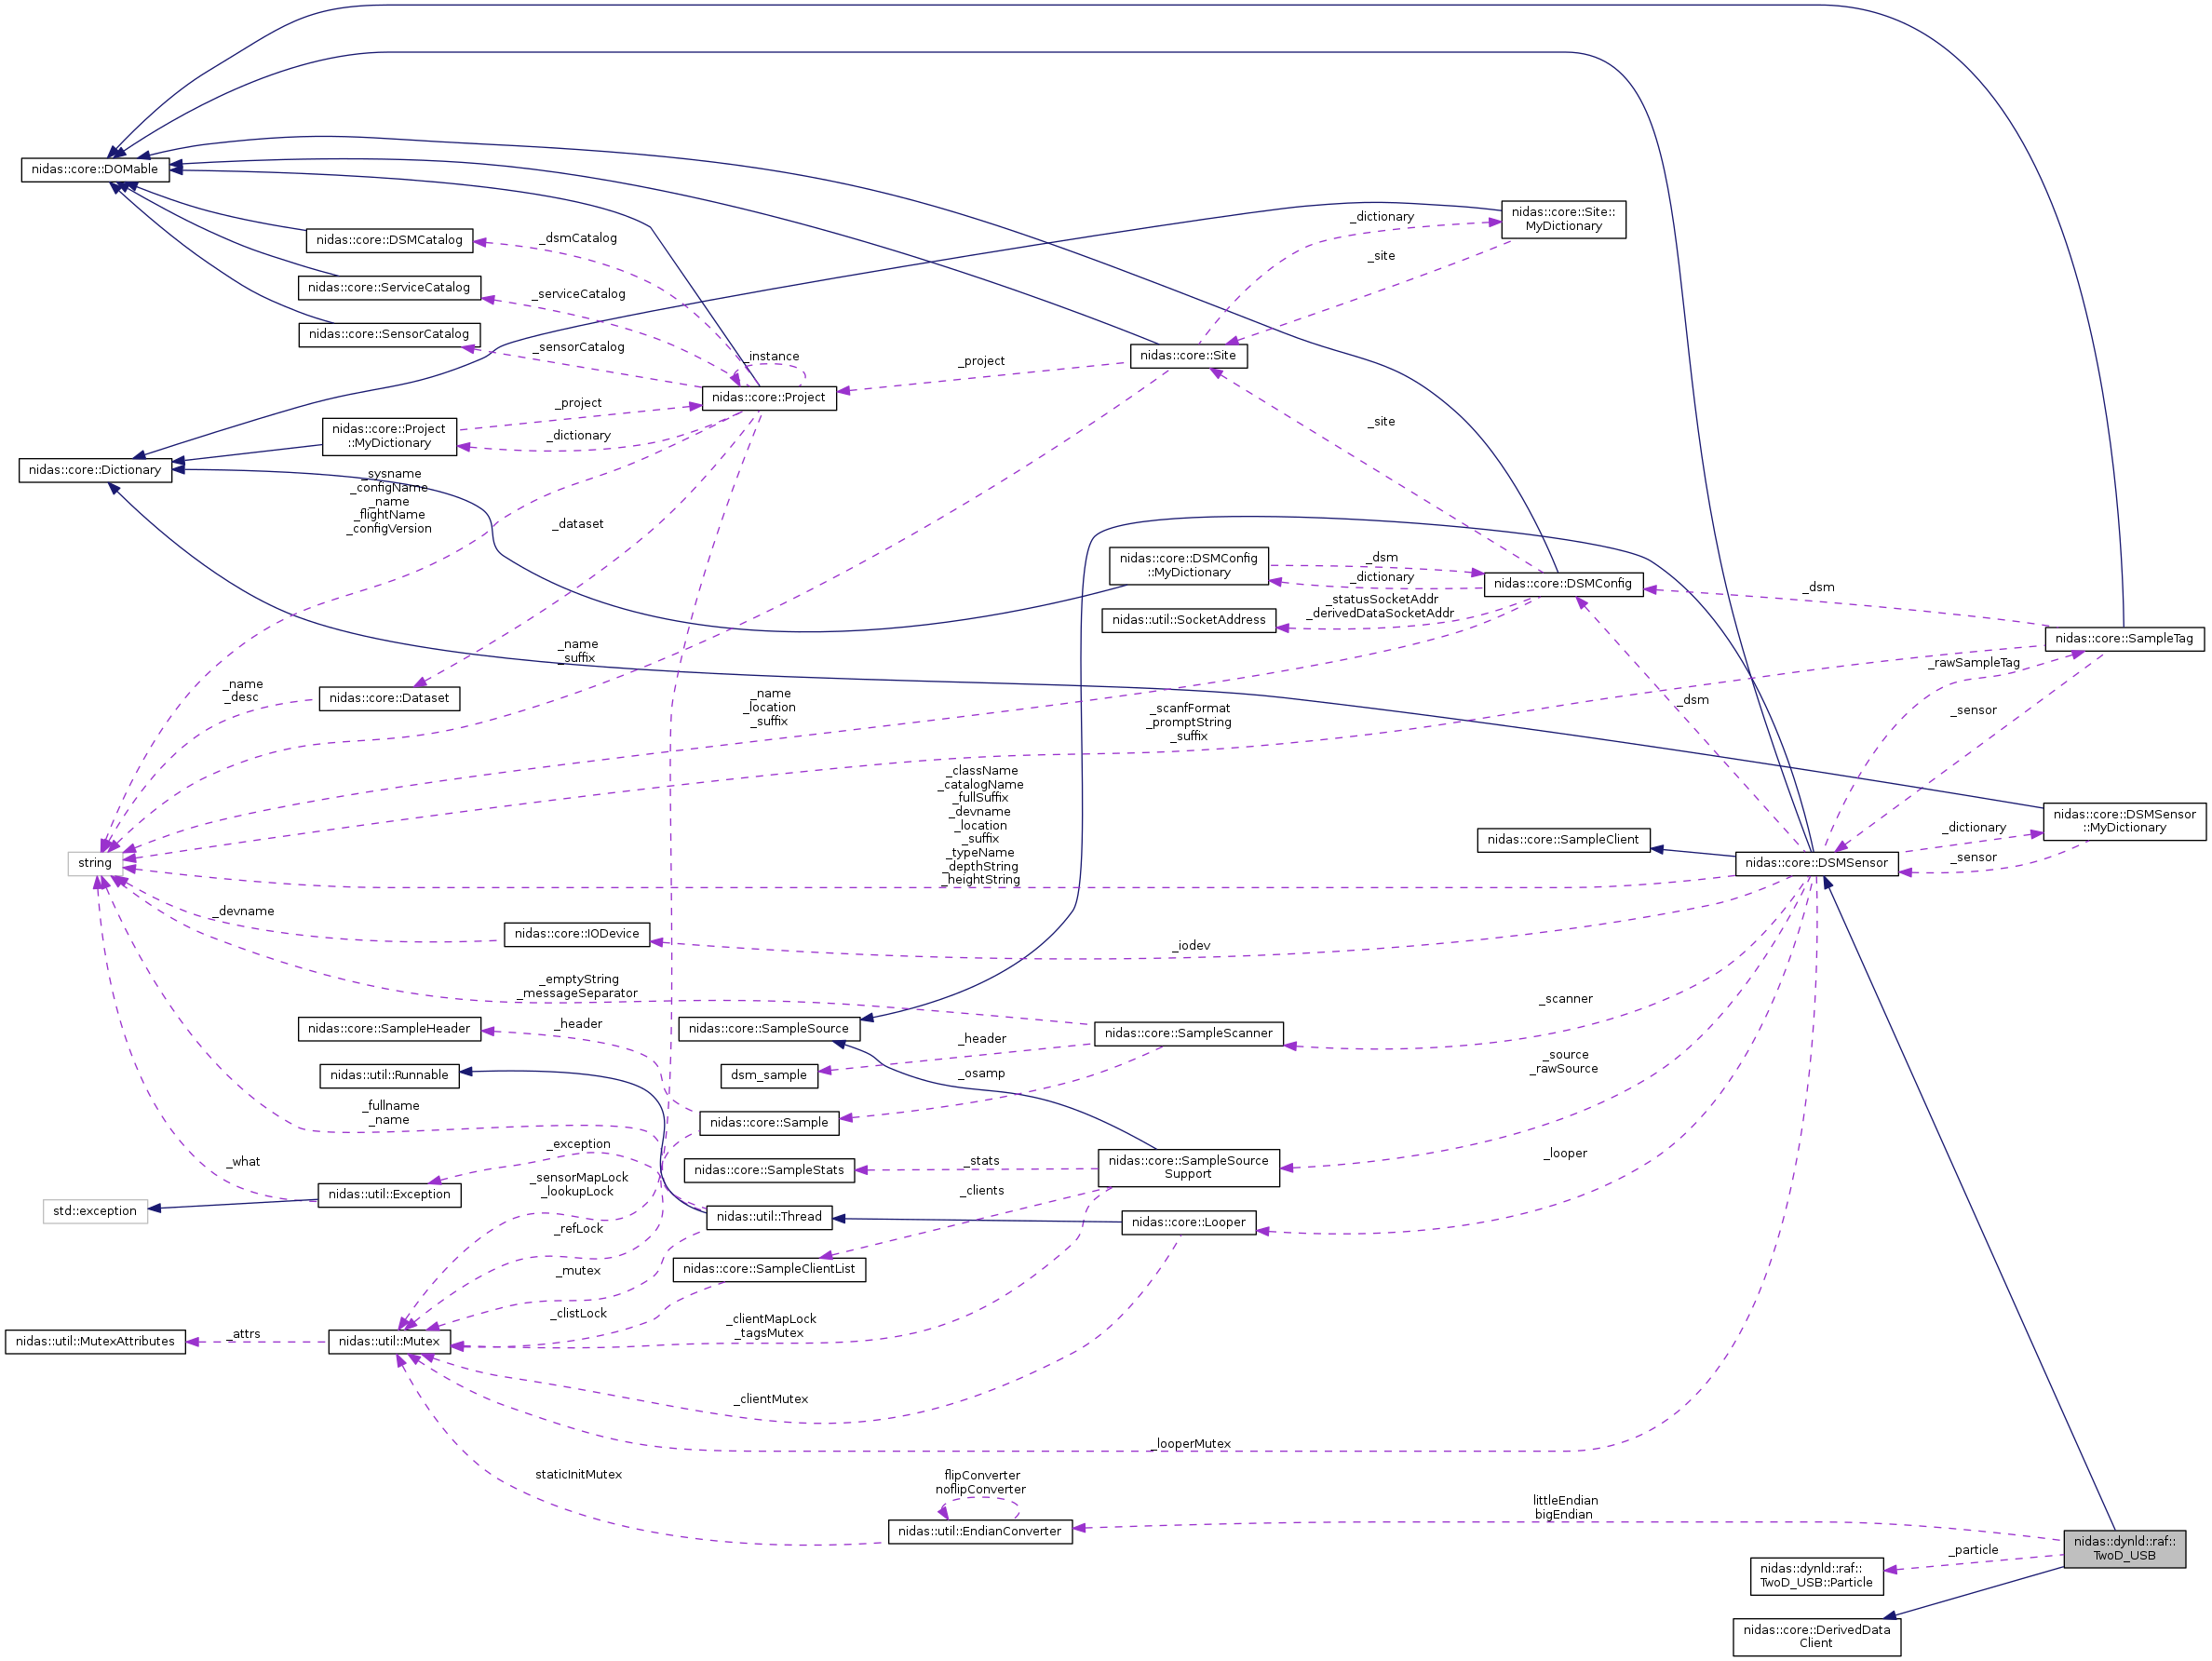 nidas::core::DOMable
nidas::core::Site::
MyDictionary
_dictionary
nidas::core::DSMCatalog
_dsmCatalog
_site
nidas::core::ServiceCatalog
_serviceCatalog
nidas::core::SensorCatalog
_sensorCatalog
_instance
nidas::core::Site
_project
nidas::core::Project
nidas::core::Project
::MyDictionary
_project
_dictionary
_site
nidas::core::Dictionary
_sysname
_configName
_name
_flightName
_configVersion
_dataset
nidas::core::DSMConfig
::MyDictionary
_dsm
_dictionary
nidas::core::DSMConfig
_dsm
_statusSocketAddr
_derivedDataSocketAddr
nidas::util::SocketAddress
nidas::core::SampleTag
_name
_suffix
_rawSampleTag
_name
_desc
nidas::core::Dataset
_name
_location
_suffix
_scanfFormat
_promptString
_suffix
_dsm
_sensor
_className
_catalogName
_fullSuffix
_devname
_location
_suffix
_typeName
_depthString
_heightString
nidas::core::DSMSensor
::MyDictionary
_dictionary
_sensor
nidas::core::SampleClient
nidas::core::DSMSensor
string
_devname
nidas::core::IODevice
_iodev
_emptyString
_messageSeparator
_scanner
nidas::core::SampleHeader
_header
nidas::core::SampleSource
nidas::core::SampleScanner
_header
nidas::util::Runnable
dsm_sample
_osamp
_source
_rawSource
_fullname
_name
nidas::core::Sample
_exception
_what
_stats
nidas::core::SampleStats
nidas::core::SampleSource
Support
_looper
_sensorMapLock
_lookupLock
nidas::util::Exception
_clients
std::exception
nidas::util::Thread
nidas::core::Looper
_refLock
_mutex
nidas::core::SampleClientList
_clistLock
_clientMapLock
_tagsMutex
nidas::util::MutexAttributes
_attrs
nidas::util::Mutex
_clientMutex
_looperMutex
staticInitMutex
flipConverter
noflipConverter
nidas::util::EndianConverter
littleEndian
bigEndian
nidas::dynld::raf::
TwoD_USB
_particle
nidas::dynld::raf::
TwoD_USB::Particle
nidas::core::DerivedData
Client